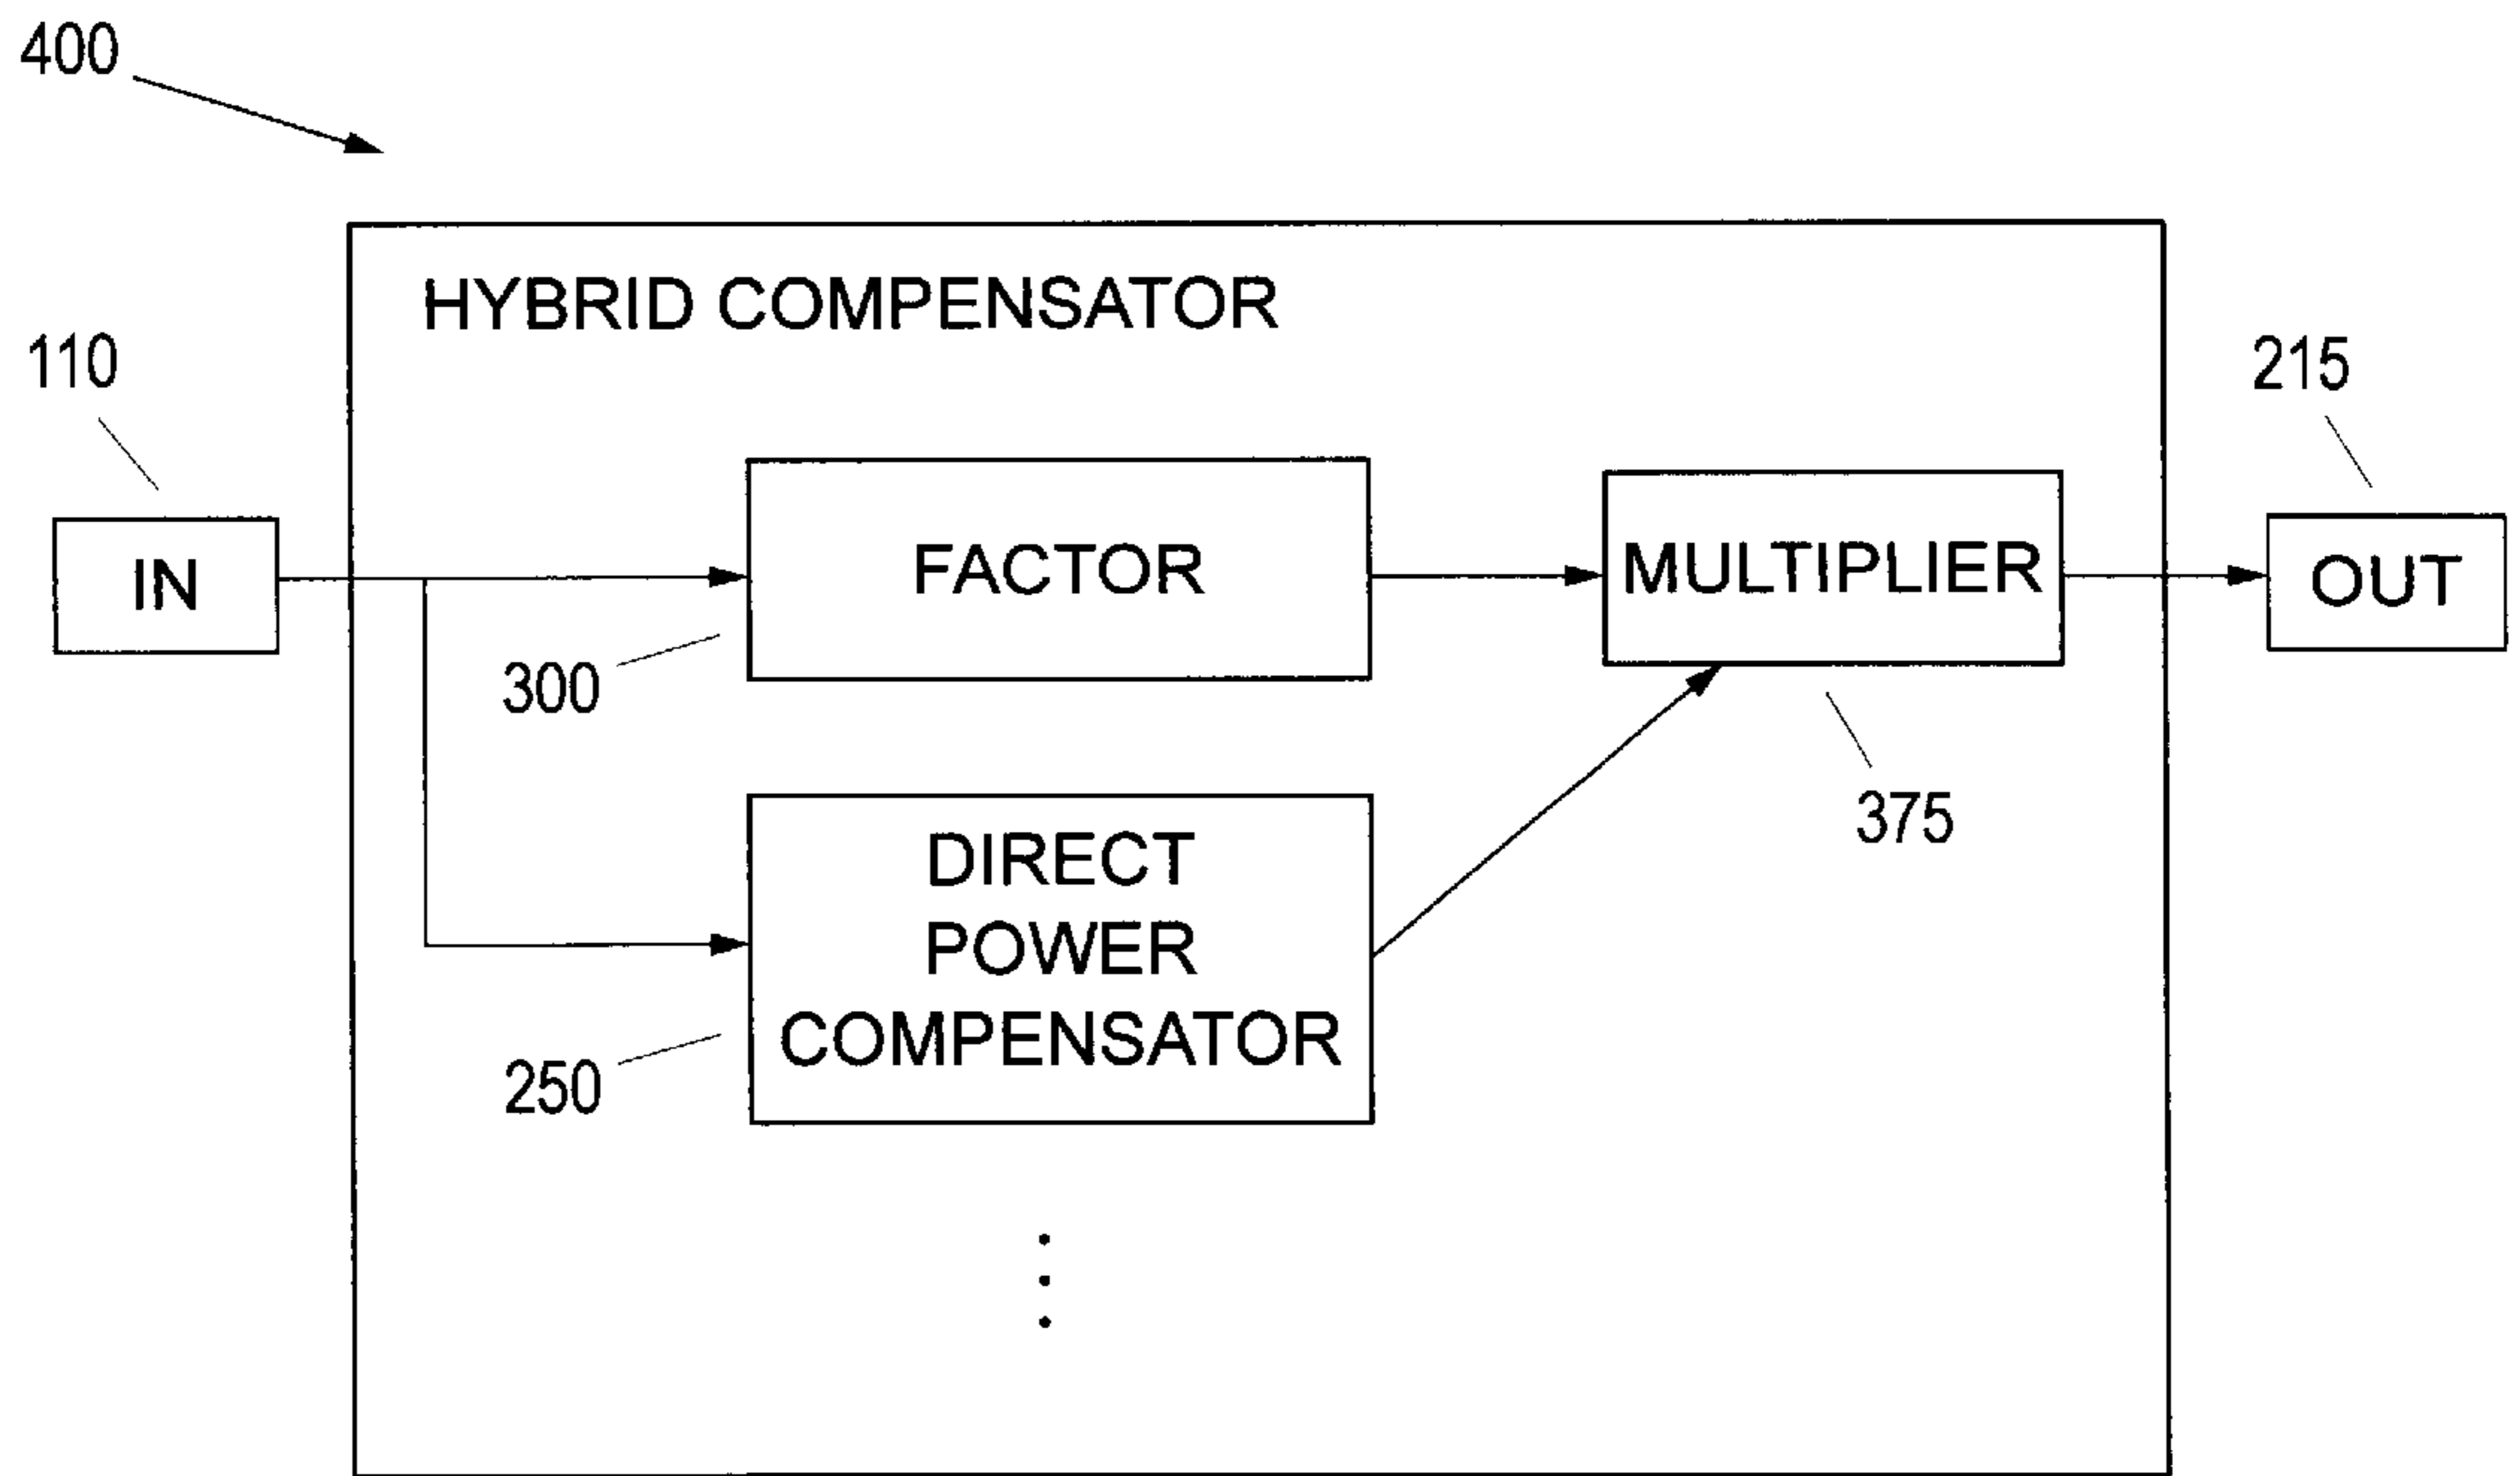 400
HYBRID COMPENSATOR
110
215
IN
FACTOR
MULTIPLIER
OUT
300
375
DIRECT
POWER
COMPENSATOR
250